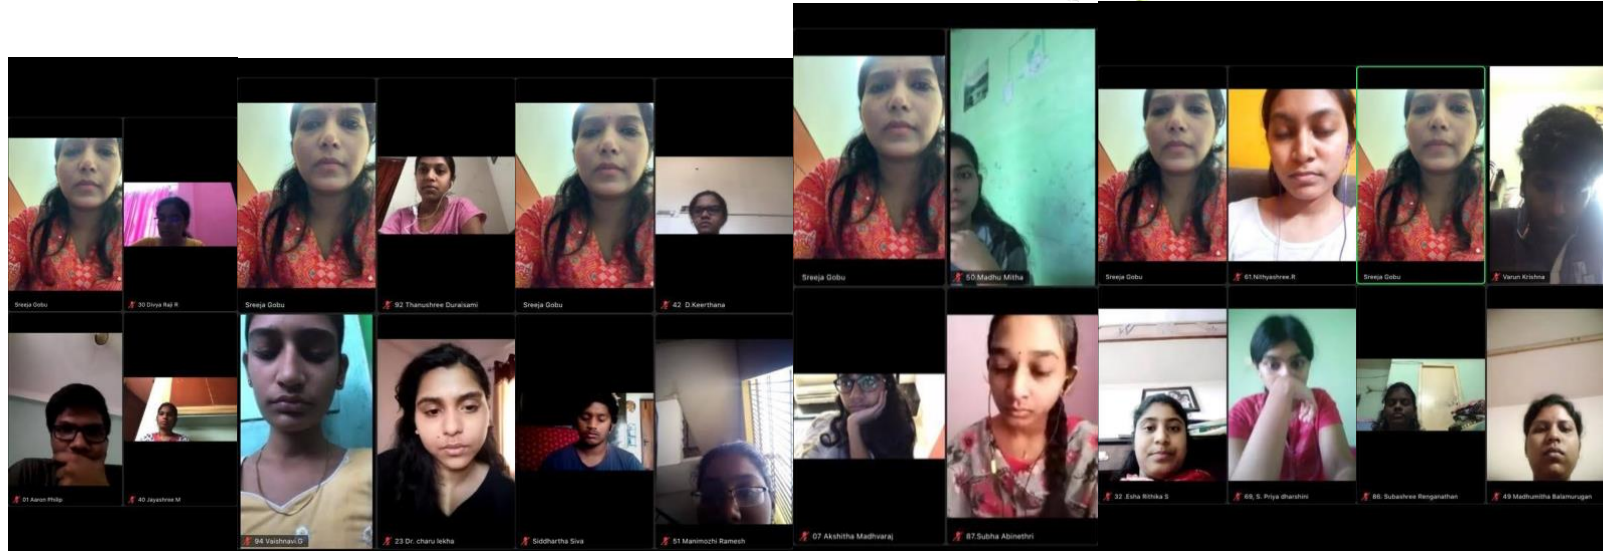 Sreeja Gobu
30 Divya Raji R
01 Aaron Philip
40 Jayashree M
Sreeja Gobu
92 Thanushree Duraisami
Sreeja Gobu
42 D.Keerthana
94 Vaishnavi.G
23 Dr. charu lekha
Siddhartha Siva
51 Manimozhi Ramesh
Sreeja Gobu
50.Madhu Mitha
07 Akshitha Madhvaraj
87.Subha Abinethri
Sreeja Gobu
61.Nithyashree.R
Sreeja Gobu
Varun Krishna
32 .Esha Rithika S
69, S. Priya dharshini
86. Subashree Renganathan
49 Madhumitha Balamurugan